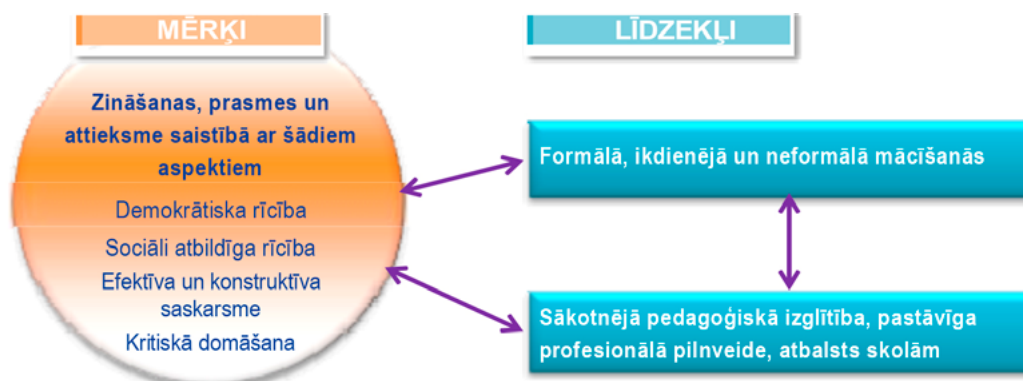 MĒRĶI
Zināšanas, prasmes un
attieksme saistībā ar šādiem
aspektiem
Demokrātiska rīcība
Sociāli atbildīga rīcība
Efektīva un konstruktīva
saskarsme
Kritiskā domāšana
LĪDZEKĻI
Formālā, ikdienējā un neformālā mācīšanās
Sākotnējā pedagoģiskā izglītība, pastāvīga
profesionālā pilnveide, atbalsts skolām